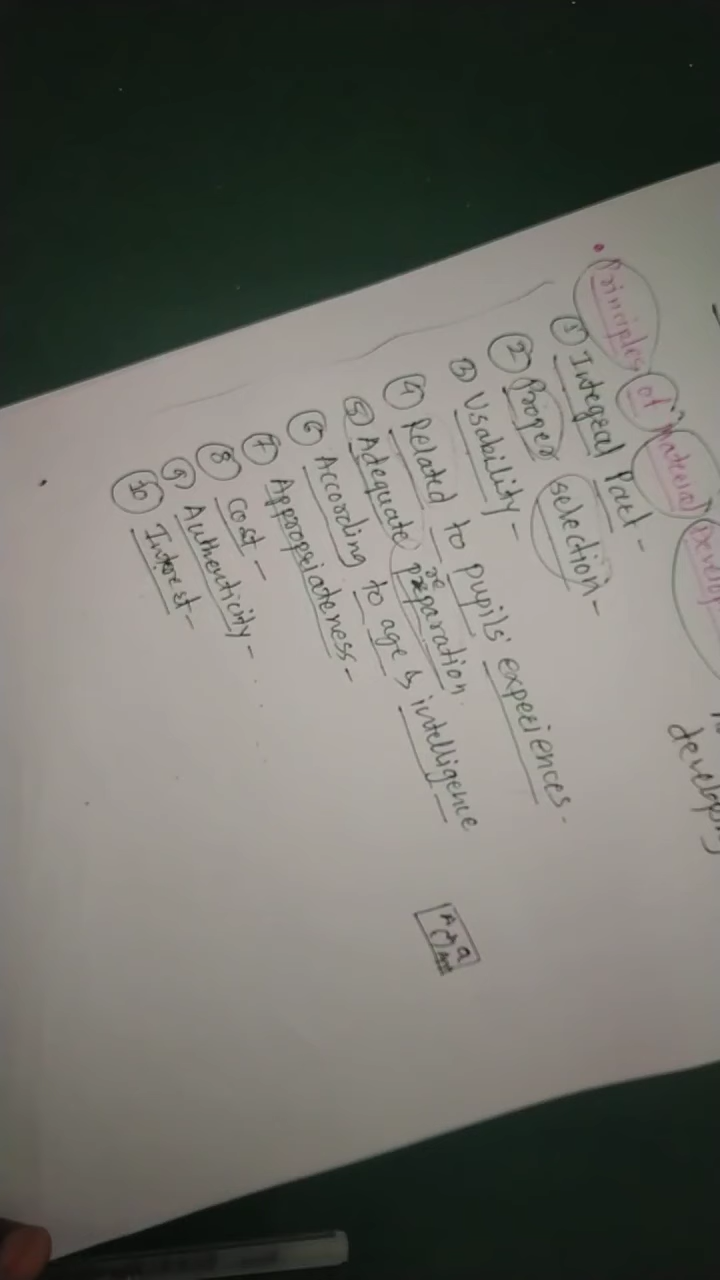 • Principles of Material Develop
① Integral Part -
② Proper selection -
③ Usability -
④ Related to pupils' experiences -
⑤ Adequate preparation.
⑥ According to age & intelligence
⑦ Appropriateness -
⑧ Cost -
⑨ Authenticity -
⑩ Interest -
developing